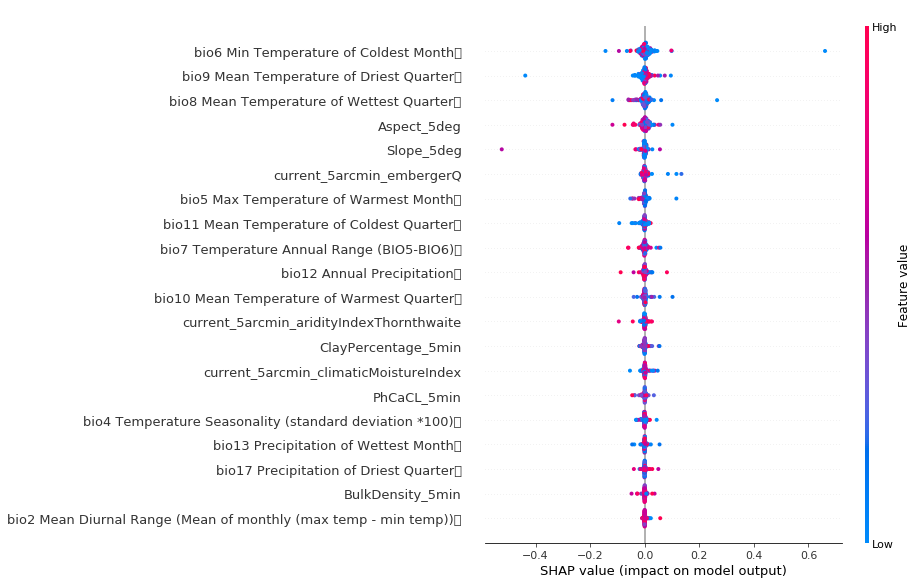 High
bio6 Min Temperature of Coldest Month
bio9 Mean Temperature of Driest Quarter
bio8 Mean Temperature of Wettest Quarter
Aspect_5deg
Slope_5deg
current_5arcmin_embergerQ
bio5 Max Temperature of Warmest Month
bio11 Mean Temperature of Coldest Quarter
bio7 Temperature Annual Range (BIO5-BIO6)
bio12 Annual Precipitation
bio10 Mean Temperature of Warmest Quarter
current_5arcmin_aridityIndexThornthwaite
ClayPercentage_5min
current_5arcmin_climaticMoistureIndex
PhCaCL_5min
bio4 Temperature Seasonality (standard deviation *100)
bio13 Precipitation of Wettest Month
bio17 Precipitation of Driest Quarter
BulkDensity_5min
bio2 Mean Diurnal Range (Mean of monthly (max temp - min temp))
Feature value
Low
−0.4 −0.2 0.0 0.2 0.4 0.6
SHAP value (impact on model output)